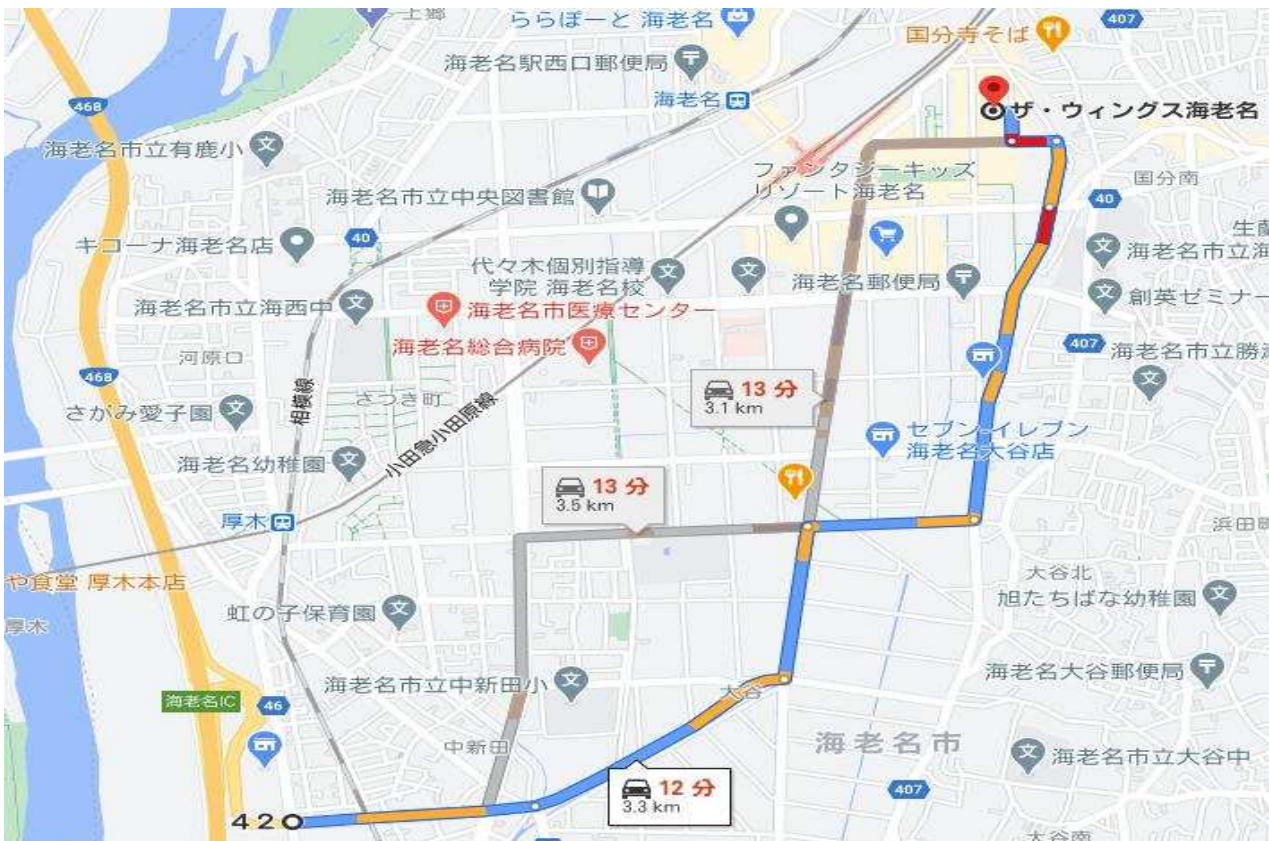 上郷
ららぽーと 海老名
407
国分寺そば
海老名駅西口郵便局
海老名
468
ザ・ウィングス海老名
海老名市立有鹿小
ファンタジーキッズ
リゾート海老名
国分南
海老名市立中央図書館
40
キコーナ海老名店
40
代々木個別指導
学院 海老名校
海老名郵便局
海老名市立海
海老名市立海西中
海老名市医療センター
創英ゼミナー
河原口
海老名総合病院
407
海老名市立勝
468
相模線
さつき町
13 分
3.1 km
さがみ愛子園
小田急小田原線
セブン-イレブン
海老名大谷店
海老名幼稚園
13 分
3.5 km
厚木
浜田町
や食堂 厚木本店
大谷北
旭たちばな幼稚園
虹の子保育園
厚木
海老名市立中新田小
大谷
海老名大谷郵便局
海老名IC
46
中新田
海老名市
海老名市立大谷中
12 分
3.3 km
407
420
大谷南